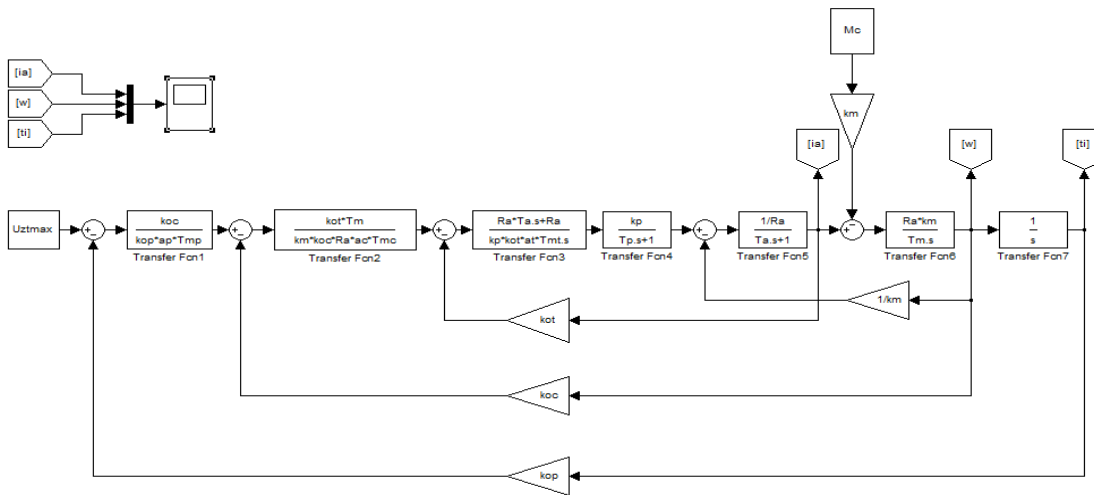 Mc
[ia]
[w]
[ti]
km
[ia]
[w]
[ti]
Uztmax
koc
kop*ap*Tmp
Transfer Fcn1
kot*Tm
km*koc*Ra*ac*Tmc
Transfer Fcn2
Ra*Ta.s+Ra
kp*kot*at*Tmt.s
Transfer Fcn3
kp
Tp.s+1
Transfer Fcn4
1/Ra
Ta.s+1
Transfer Fcn5
Ra*km
Tm.s
Transfer Fcn6
1
s
Transfer Fcn7
1/km
kot
koc
kop